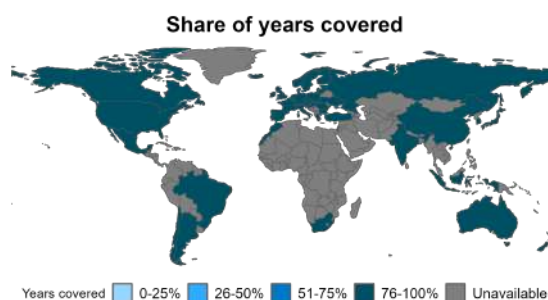 Share of years covered
Years covered 0-25% 26-50% 51-75% 76-100% Unavailable